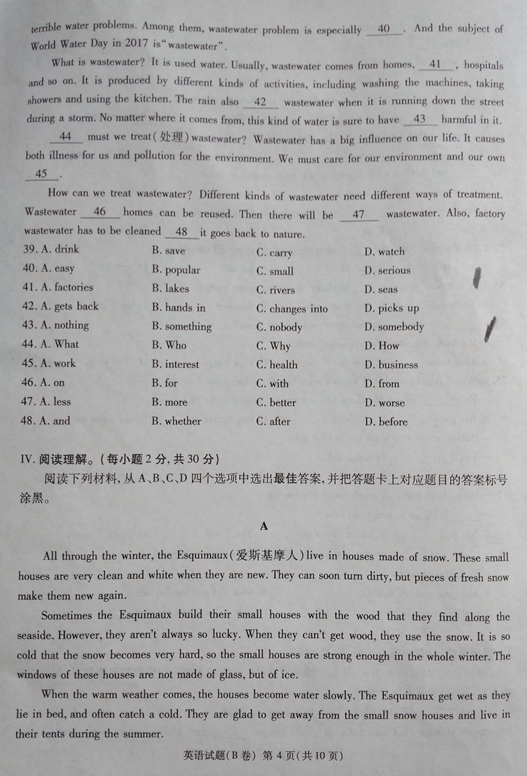 terrible water problems. Among them, wastewater problem is especially 40 . And the subject of
World Water Day in 2017 is "wastewater".
What is wastewater? It is used water. Usually, wastewater comes from homes, 41 , hospitals
and so on. It is produced by different kinds of activities, including washing the machines, taking
showers and using the kitchen. The rain also 42 wastewater when it is running down the street
during a storm. No matter where it comes from, this kind of water is sure to have 43 harmful in it.
44 must we treat(处理)wastewater? Wastewater has a big influence on our life. It causes
both illness for us and pollution for the environment. We must care for our environment and our own
45 .
How can we treat wastewater? Different kinds of wastewater need different ways of treatment.
Wastewater 46 homes can be reused. Then there will be 47 wastewater. Also, factory
wastewater has to be cleaned 48 it goes back to nature.
39. A. drink B. save C. carry D. watch
40. A. easy B. popular C. small D. serious
41. A. factories B. lakes C. rivers D. seas
42. A. gets back B. hands in C. changes into D. picks up
43. A. nothing B. something C. nobody D. somebody
44. A. What B. Who C. Why D. How
45. A. work B. interest C. health D. business
46. A. on B. for C. with D. from
47. A. less B. more C. better D. worse
48. A. and B. whether C. after D. before
IV. 阅读理解。(每小题2分,共30分)
阅读下列材料,从A、B、C、D四个选项中选出最佳答案,并把答题卡上对应题目的答案标号
涂黑。
A
All through the winter, the Esquimaux(爱斯基摩人)live in houses made of snow. These small
houses are very clean and white when they are new. They can soon turn dirty, but pieces of fresh snow
make them new again.
Sometimes the Esquimaux build their small houses with the wood that they find along the
seaside. However, they aren't always so lucky. When they can't get wood, they use the snow. It is so
cold that the snow becomes very hard, so the small houses are strong enough in the whole winter. The
windows of these houses are not made of glass, but of ice.
When the warm weather comes, the houses become water slowly. The Esquimaux get wet as they
lie in bed, and often catch a cold. They are glad to get away from the small snow houses and live in
their tents during the summer.
英语试题(B卷) 第4页(共10页)